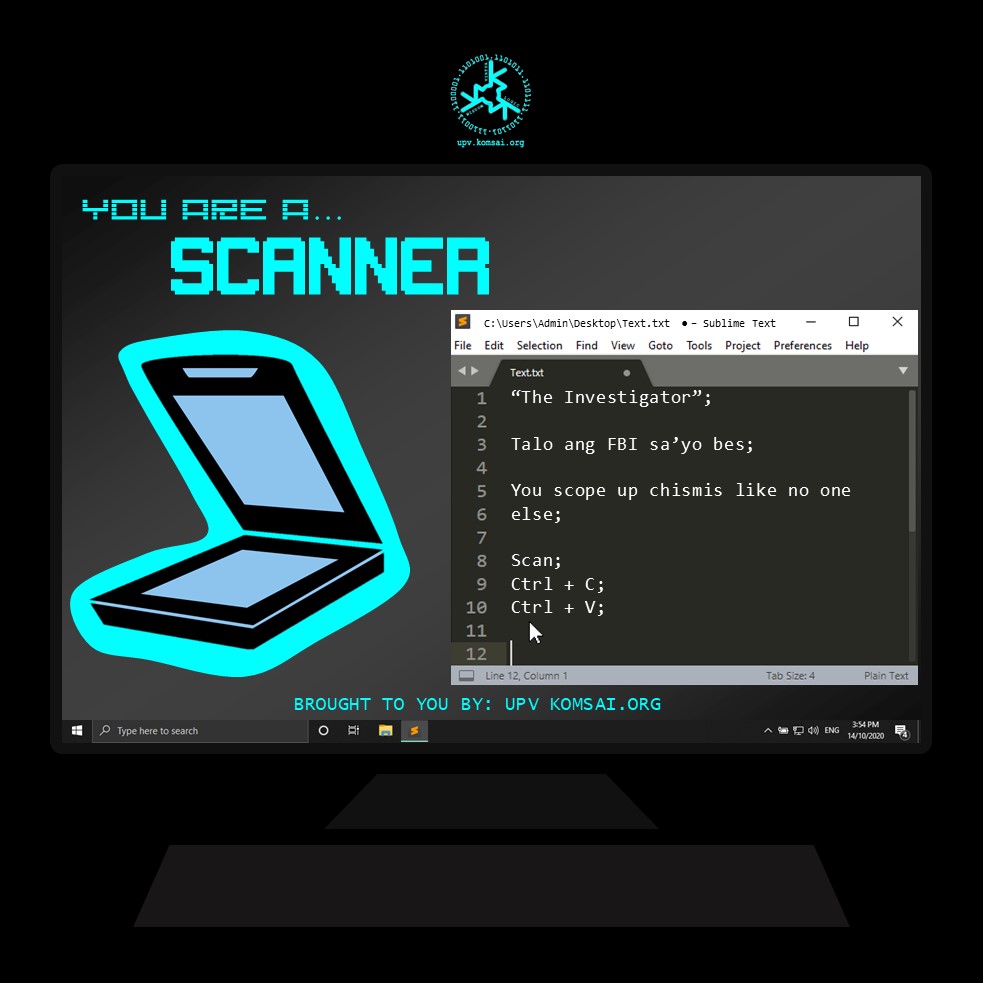 upv.komsai.org
YOU ARE A...
SCANNER
C:\Users\Admin\Desktop\Text.txt ● - Sublime Text
File Edit Selection Find View Goto Tools Project Preferences Help
Text.txt
1 “The Investigator”;
2
3 Talo ang FBI sa’yo bes;
4
5 You scope up chismis like no one
6 else;
7
8 Scan;
9 Ctrl + C;
10 Ctrl + V;
11
12
Line 12, Column 1 Tab Size: 4 Plain Text
BROUGHT TO YOU BY: UPV KOMSAI.ORG
Type here to search
ENG
3:54 PM
14/10/2020
4